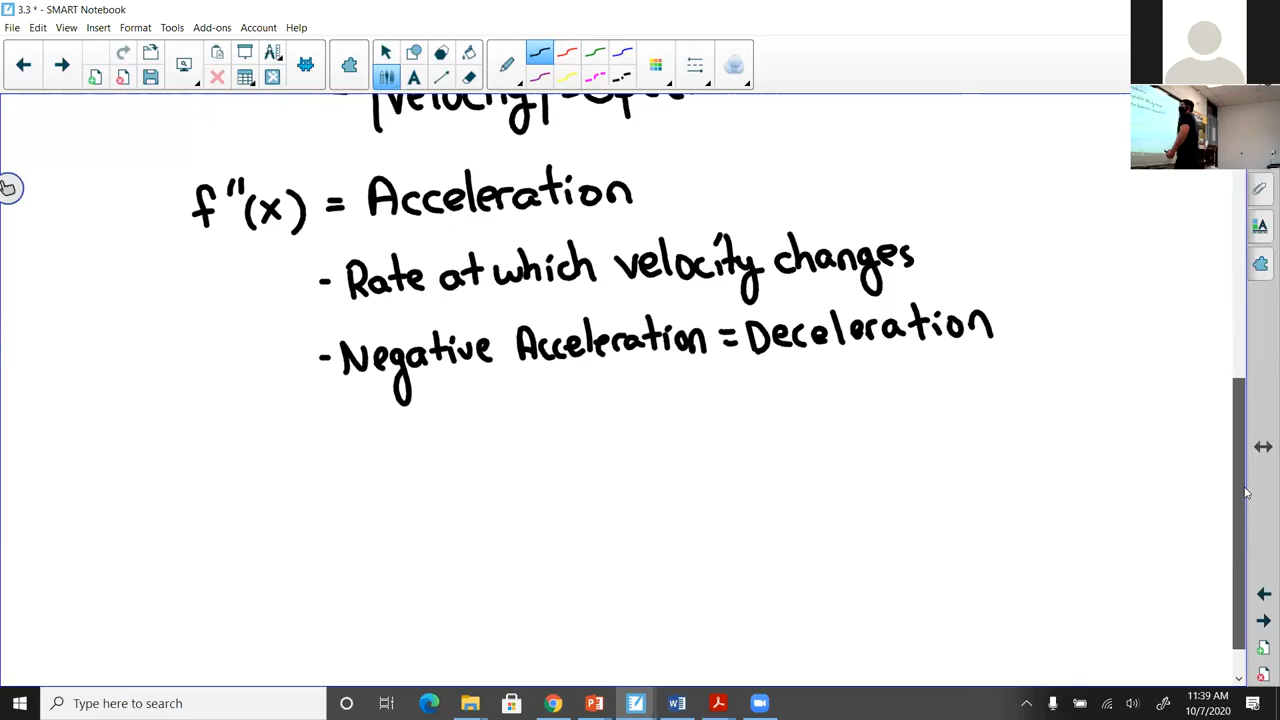 3.3 * - SMART Notebook
File Edit View Insert Format Tools Add-ons Account Help
- |Velocity| =
f"(x) = Acceleration
- Rate at which velocity changes
- Negative Acceleration = Deceleration
Type here to search
11:39 AM
10/7/2020